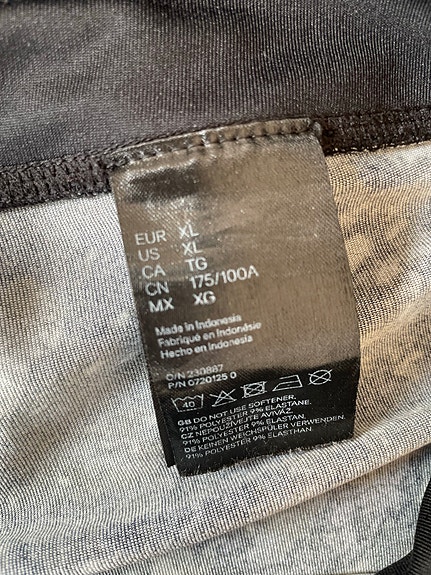 EUR XL
US XL
CA TG
CN 175/100A
MX XG
Made in Indonesia
Fabriqué en Indonésie
Hecho en Indonesia
O/N 230887
P/N 0720125 0
40
GB DO NOT USE SOFTENER.
91% POLYESTER 9% ELASTANE.
CZ NEPOUŽÍVEJTE AVIVÁŽ.
91% POLYESTER 9% ELASTAN.
DE KEINEN WEICHSPÜLER VERWENDEN.
91% POLYESTER 9% ELASTHAN.